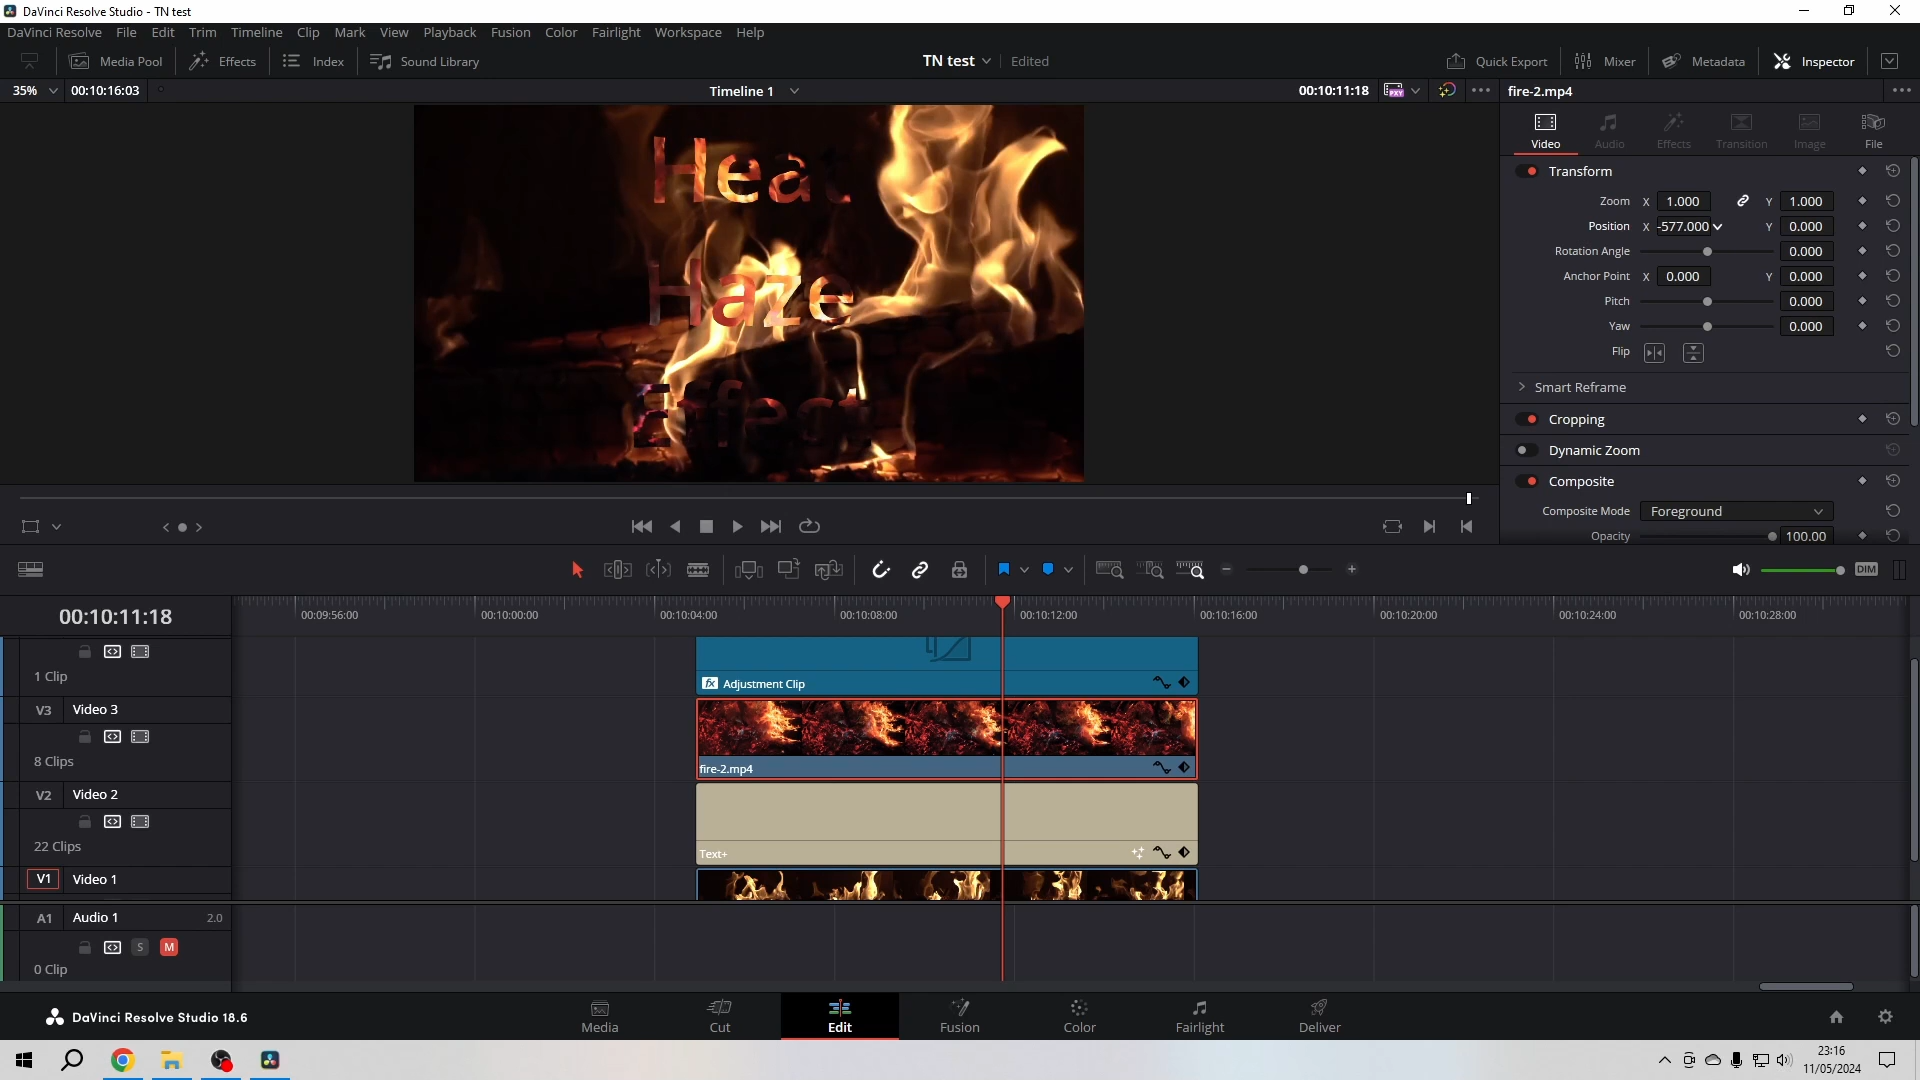 DaVinci Resolve Studio - TN test
DaVinci Resolve File Edit Trim Timeline Clip Mark View Playback Fusion Color Fairlight Workspace Help
Media Pool Effects Index Sound Library TN test Edited Quick Export Mixer Metadata Inspector
35% 00:10:16:03 Timeline 1 00:10:11:18 PXY fire-2.mp4
Heat
Haze
Effect
Video Audio Effects Transition Image File
Transform
Zoom X 1.000 Y 1.000
Position X -577.000 Y 0.000
Rotation Angle 0.000
Anchor Point X 0.000 Y 0.000
Pitch 0.000
Yaw 0.000
Flip
Smart Reframe
Cropping
Dynamic Zoom
Composite
Composite Mode Foreground
Opacity 100.00
DIM
00:10:11:18 00:09:56:00 00:10:00:00 00:10:04:00 00:10:08:00 00:10:12:00 00:10:16:00 00:10:20:00 00:10:24:00 00:10:28:00
1 Clip
fx Adjustment Clip
V3 Video 3
8 Clips
fire-2.mp4
V2 Video 2
22 Clips
Text+
V1 Video 1
A1 Audio 1 2.0
S M
0 Clip
DaVinci Resolve Studio 18.6
Media Cut Edit Fusion Color Fairlight Deliver
23:16
11/05/2024